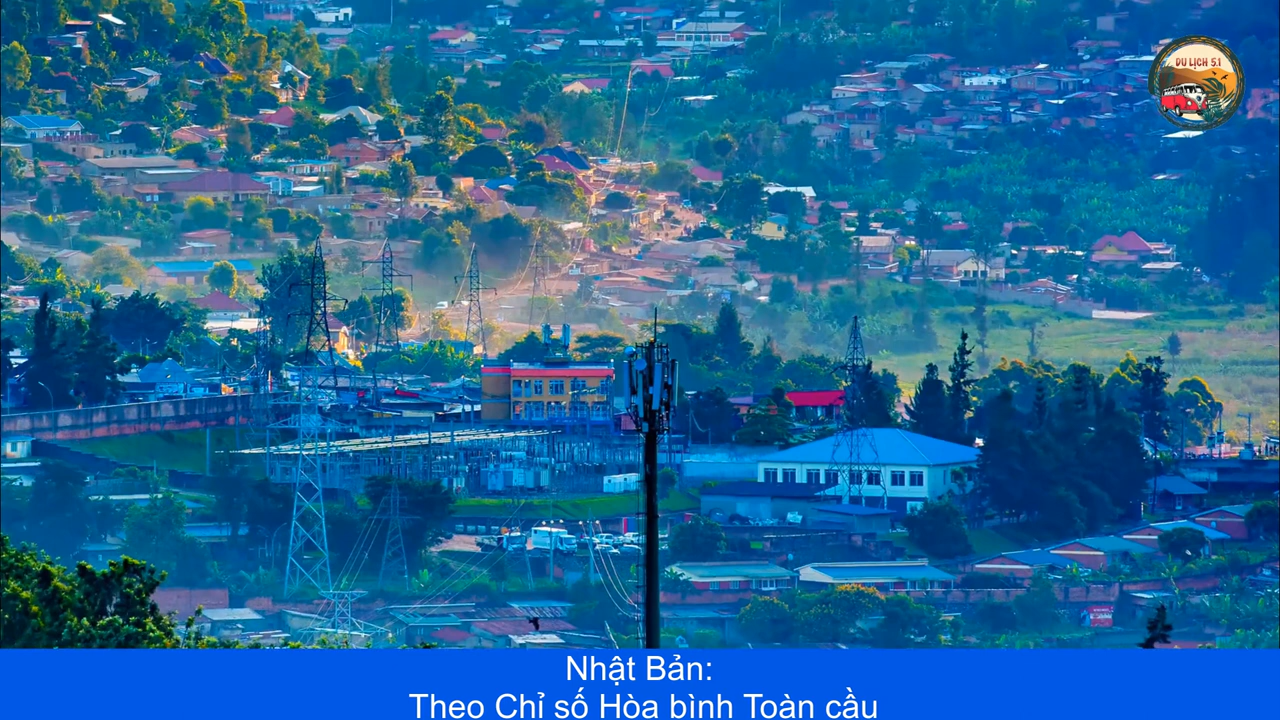 DU LỊCH 5.1
Nhật Bản:
Theo Chỉ số Hòa bình Toàn cầu